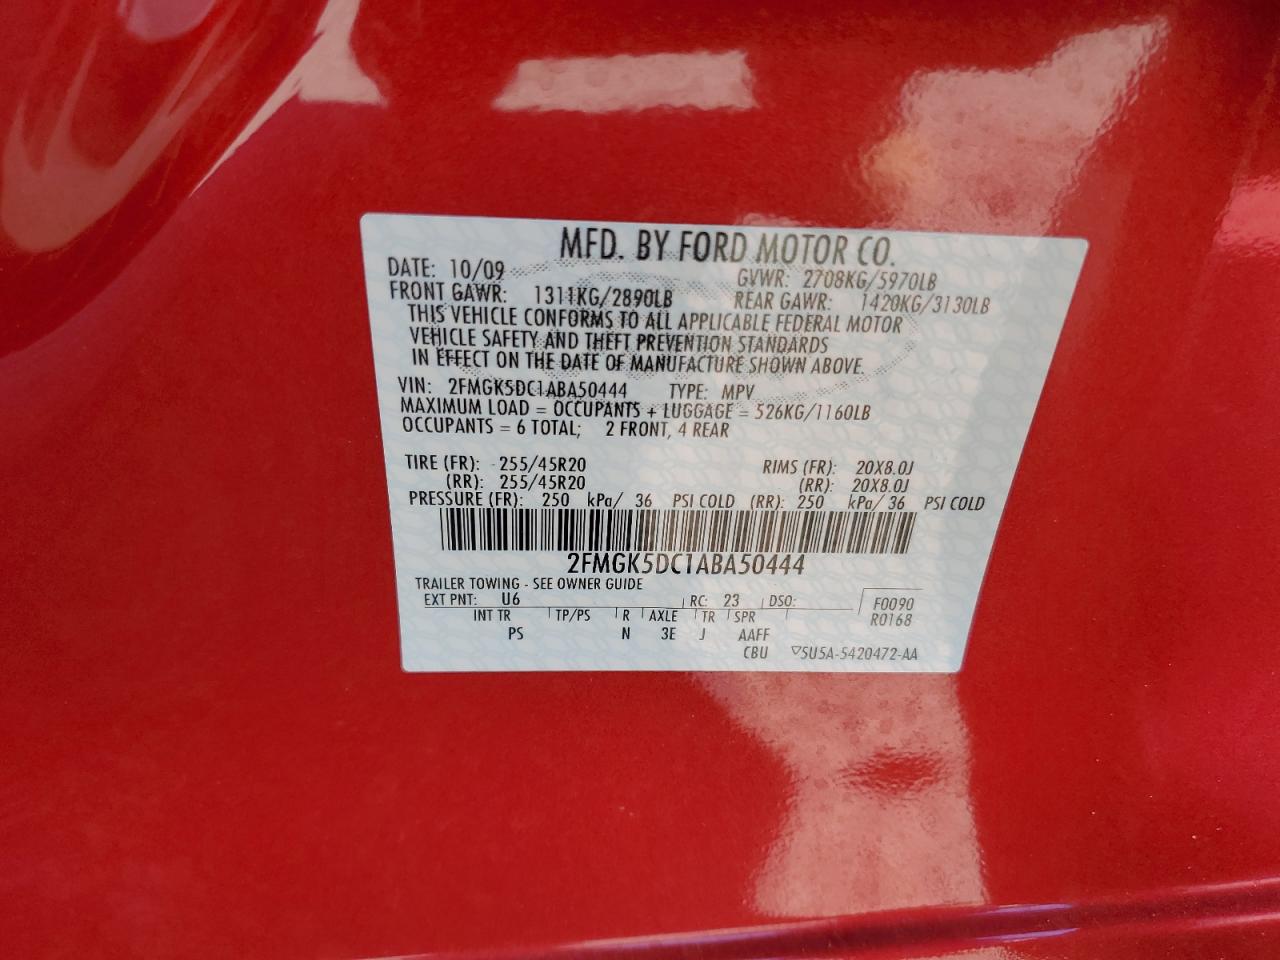 MFD. BY FORD MOTOR CO.
DATE: 10/09 GVWR: 2708KG/5970LB
FRONT GAWR: 1311KG/2890LB REAR GAWR: 1420KG/3130LB
THIS VEHICLE CONFORMS TO ALL APPLICABLE FEDERAL MOTOR
VEHICLE SAFETY AND THEFT PREVENTION STANDARDS
IN EFFECT ON THE DATE OF MANUFACTURE SHOWN ABOVE.
VIN: 2FMGK5DC1ABA50444 TYPE: MPV
MAXIMUM LOAD = OCCUPANTS + LUGGAGE = 526KG/1160LB
OCCUPANTS = 6 TOTAL; 2 FRONT, 4 REAR
TIRE (FR): 255/45R20 RIMS (FR): 20X8.0J
(RR): 255/45R20 (RR): 20X8.0J
PRESSURE (FR): 250 kPa/ 36 PSI COLD (RR): 250 kPa/ 36 PSI COLD
2FMGK5DC1ABA50444
TRAILER TOWING - SEE OWNER GUIDE
EXT PNT: U6 RC: 23 DSO: F0090
INT TR TP/PS R AXLE TR SPR R0168
PS N 3E J AAFF
CBU ▽5U5A-5420472-AA